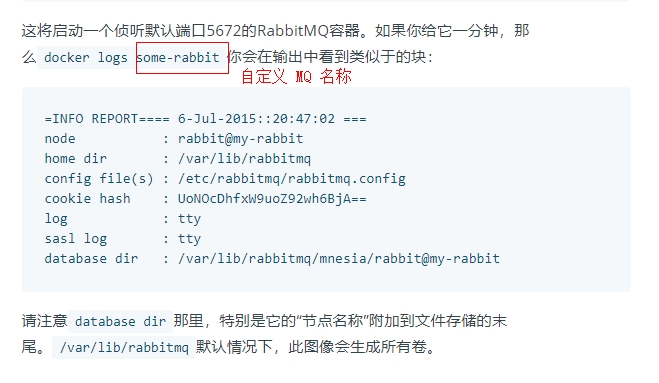 这将启动一个侦听默认端口5672的RabbitMQ容器。如果你给它一分钟，那
么 docker logs some-rabbit 你会在输出中看到类似于的块：
自定义 MQ 名称
=INFO REPORT==== 6-Jul-2015::20:47:02 ===
node           : rabbit@my-rabbit
home dir       : /var/lib/rabbitmq
config file(s) : /etc/rabbitmq/rabbitmq.config
cookie hash    : UoNOcDhfxW9uoZ92wh6BjA==
log            : tty
sasl log       : tty
database dir   : /var/lib/rabbitmq/mnesia/rabbit@my-rabbit
请注意 database dir 那里，特别是它的“节点名称”附加到文件存储的末
尾。 /var/lib/rabbitmq 默认情况下，此图像会生成所有卷。